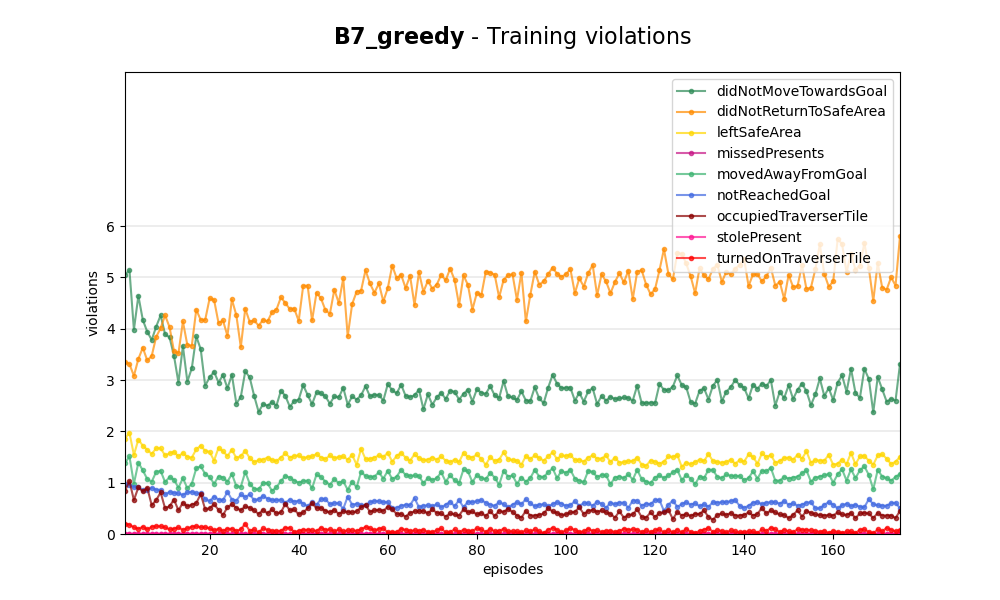 B7_greedy - Training violations
didNotMoveTowardsGoal
didNotReturnToSafeArea
leftSafeArea
missedPresents
movedAwayFromGoal
notReachedGoal
occupiedTraverserTile
stolePresent
turnedOnTraverserTile
violations
6
5
4
3
2
1
0
20 40 60 80 100 120 140 160
episodes